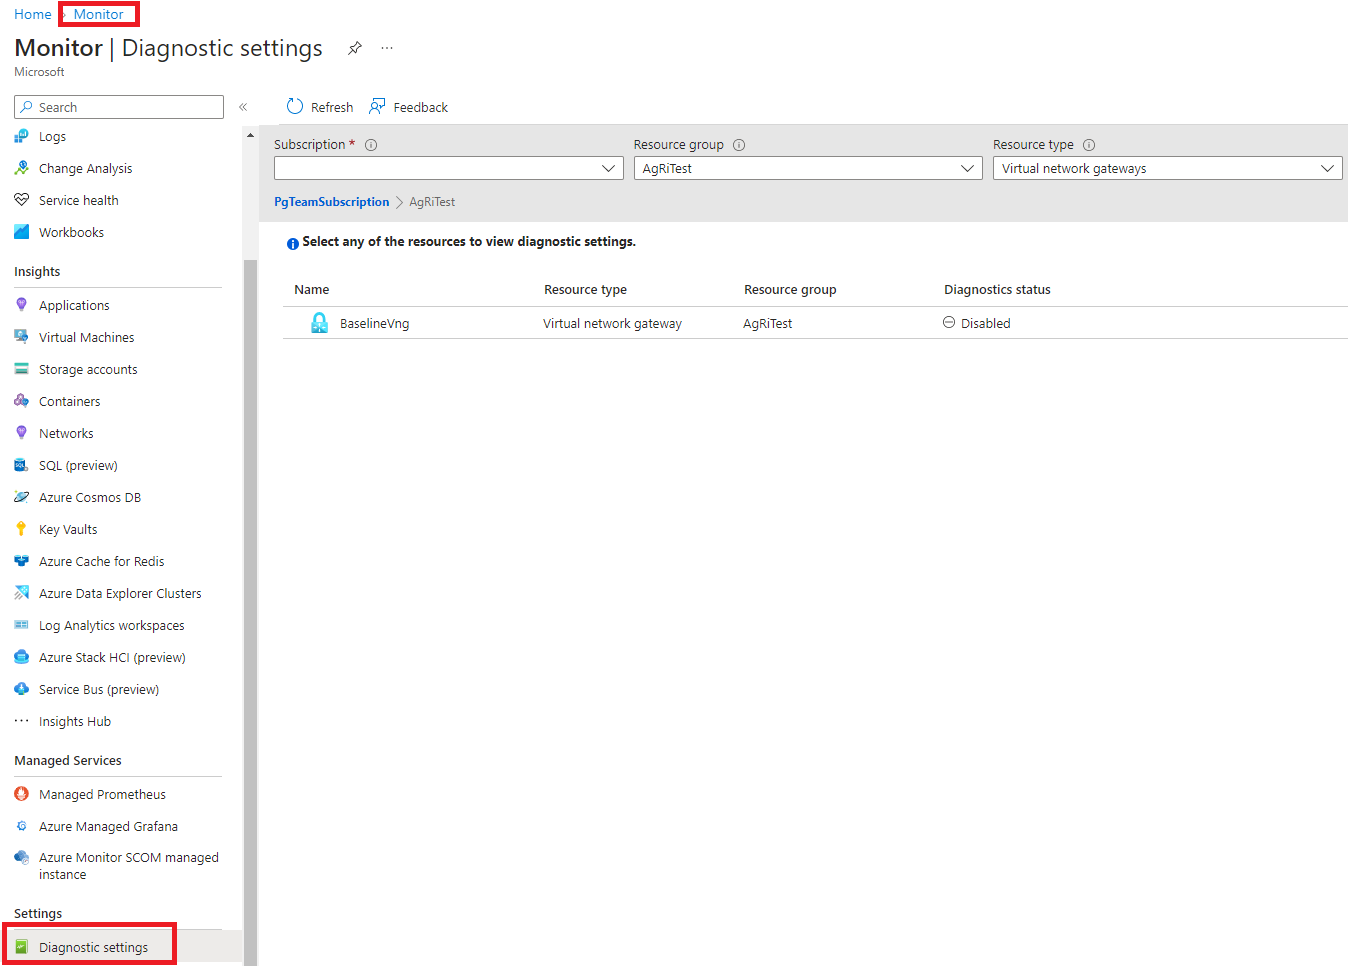 Home > Monitor
Monitor | Diagnostic settings ...
Microsoft
Search
«
Refresh
Feedback
Logs
Change Analysis
Service health
Workbooks
Insights
Applications
Virtual Machines
Storage accounts
Containers
Networks
SQL (preview)
Azure Cosmos DB
Key Vaults
Azure Cache for Redis
Azure Data Explorer Clusters
Log Analytics workspaces
Azure Stack HCI (preview)
Service Bus (preview)
Insights Hub
Managed Services
Managed Prometheus
Azure Managed Grafana
Azure Monitor SCOM managed
instance
Settings
Diagnostic settings
Subscription *
Resource group
Resource type
AgRiTest
Virtual network gateways
PgTeamSubscription > AgRiTest
Select any of the resources to view diagnostic settings.
Name Resource type Resource group Diagnostics status
BaselineVng Virtual network gateway AgRiTest Disabled